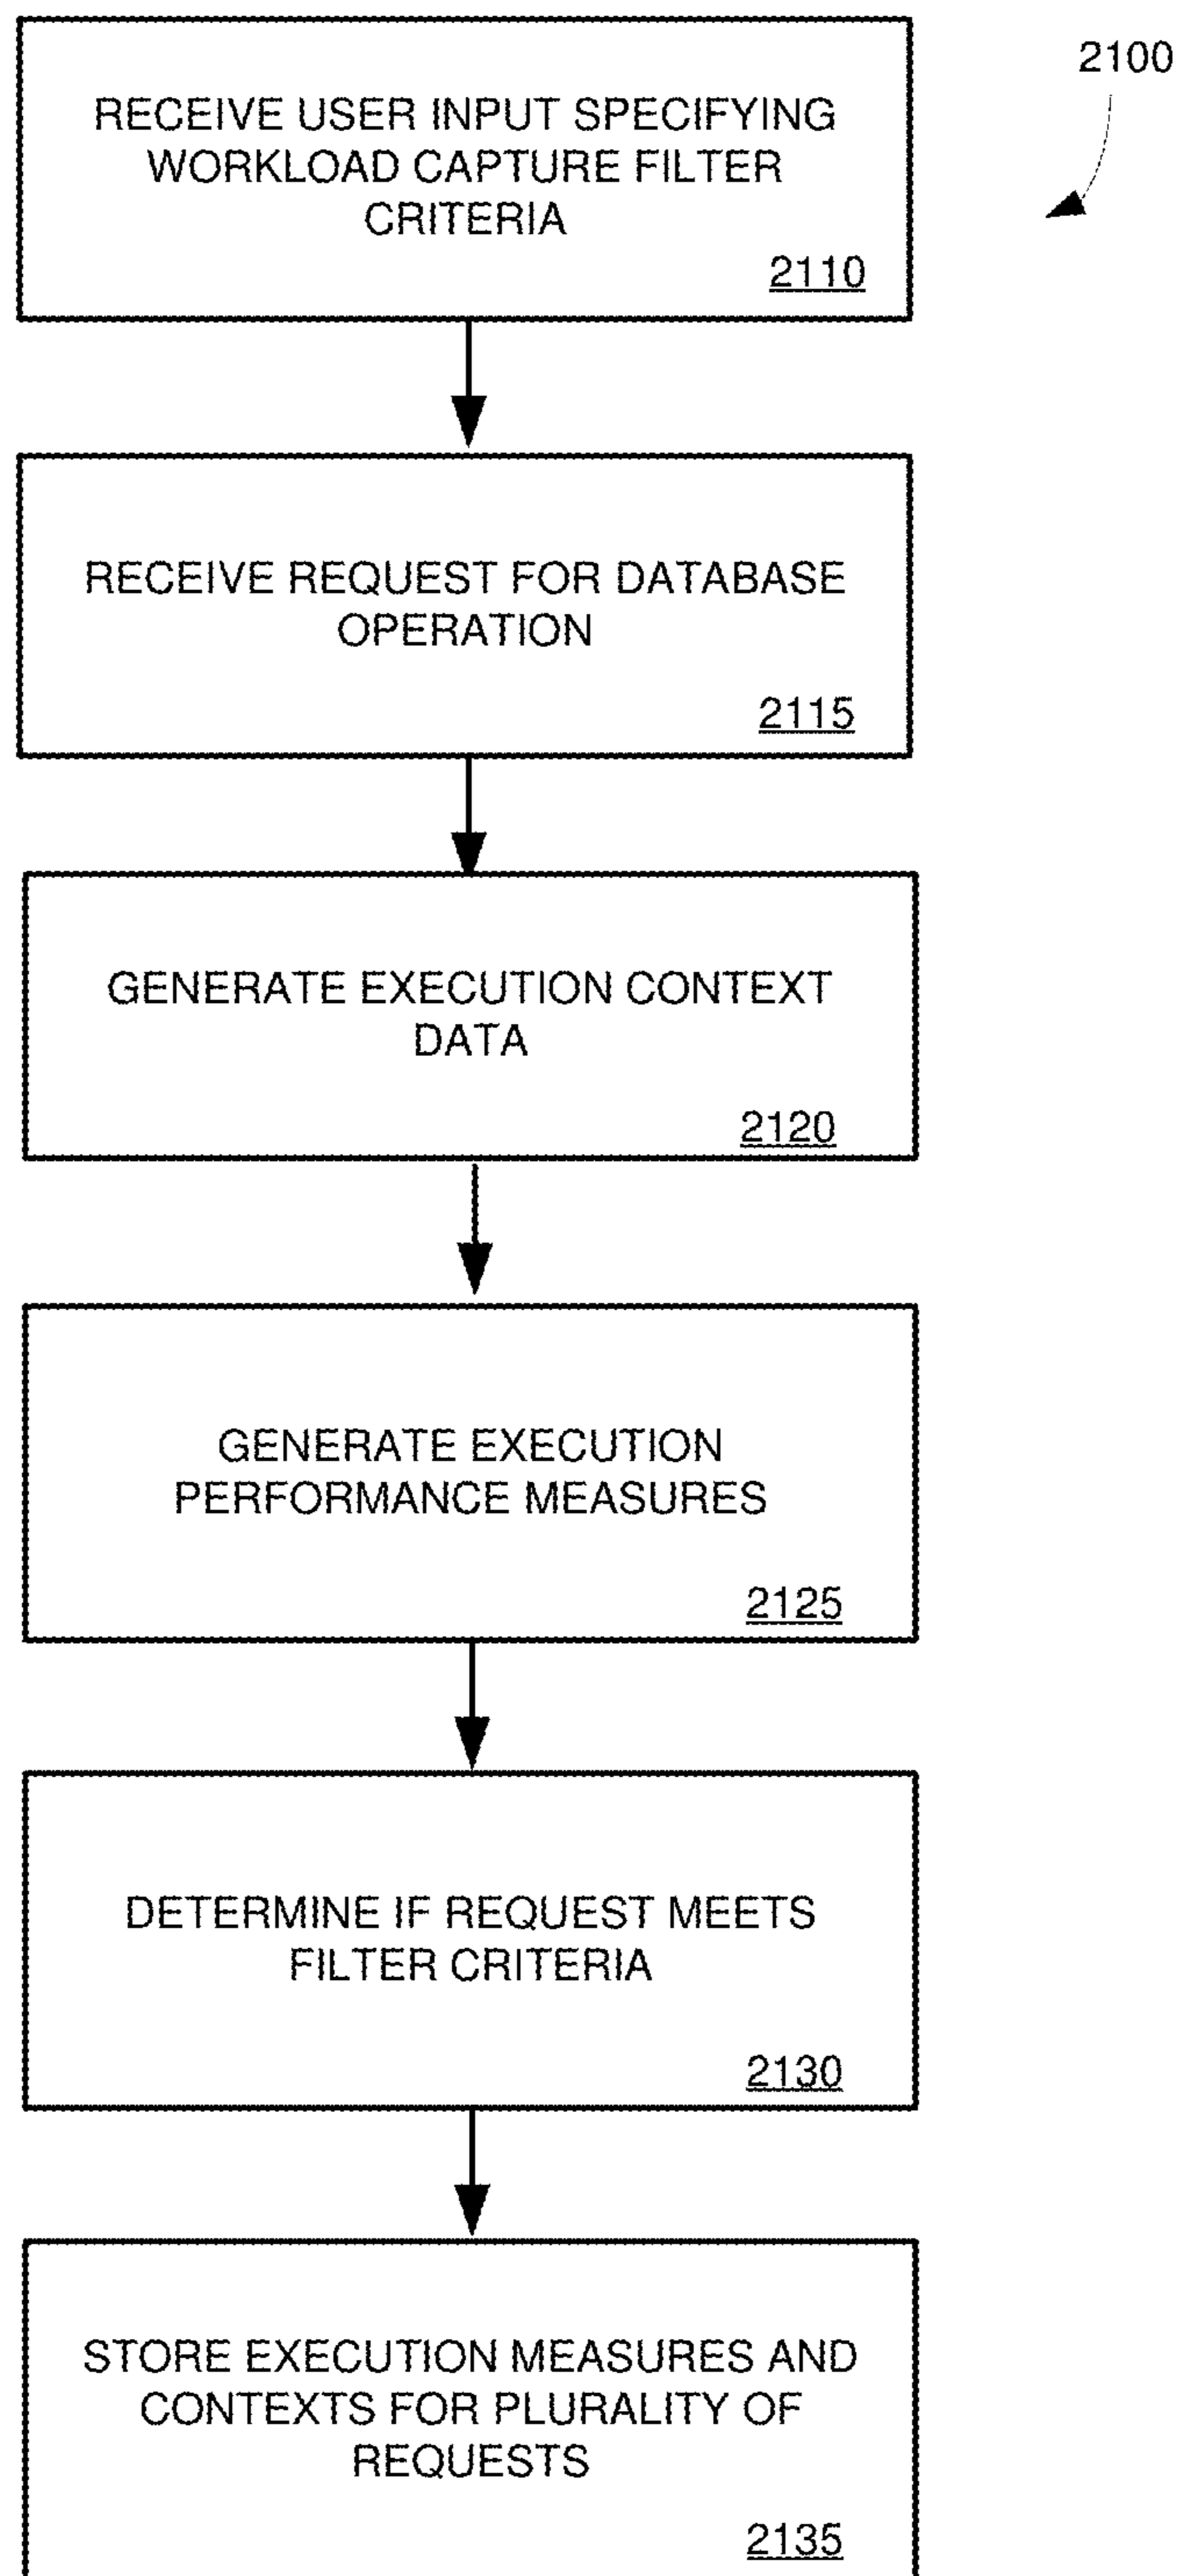 2100
RECEIVE USER INPUT SPECIFYING
WORKLOAD CAPTURE FILTER
CRITERIA
2110
RECEIVE REQUEST FOR DATABASE
OPERATION
2115
GENERATE EXECUTION CONTEXT
DATA
2120
GENERATE EXECUTION
PERFORMANCE MEASURES
2125
DETERMINE IF REQUEST MEETS
FILTER CRITERIA
2130
STORE EXECUTION MEASURES AND
CONTEXTS FOR PLURALITY OF
REQUESTS
2135